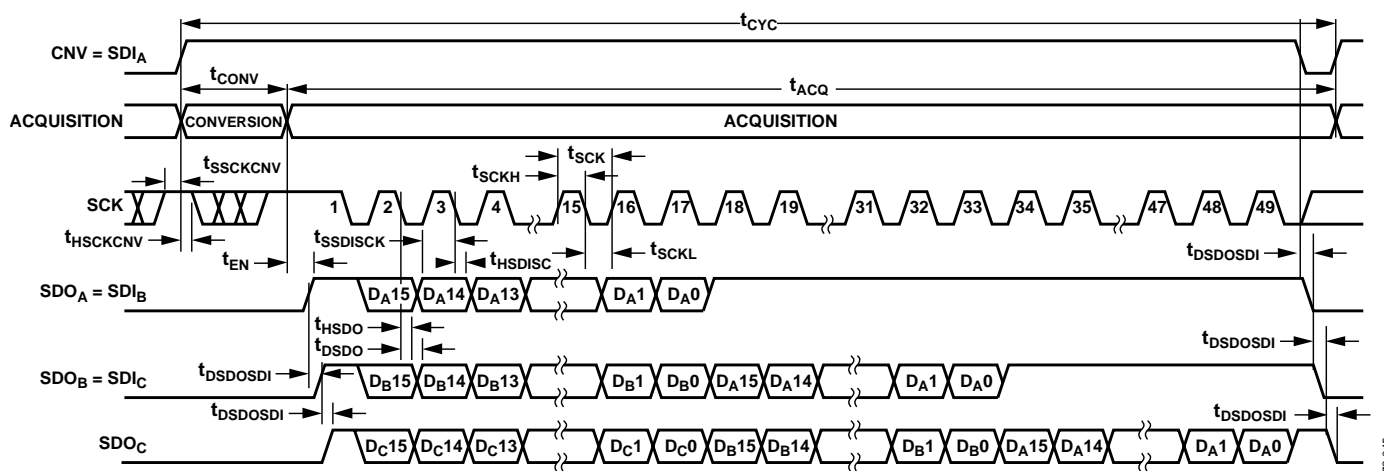 tCYC
CNV = SDIA
tCONV
tACQ
ACQUISITION CONVERSION ACQUISITION
tSSCKCNV
tSCK
tSCKH
SCK 1 2 3 4 15 16 17 18 19 31 32 33 34 35 47 48 49
tHSCKCNV
tSSDISCK
tEN
tHSDISC
tSCKL
tDSDOSDI
SDOA = SDIB DA15 DA14 DA13 DA1 DA0
tHSDO
tDSDO
tDSDOSDI
tDSDOSDI
SDOB = SDIC DB15 DB14 DB13 DB1 DB0 DA15 DA14 DA1 DA0
tDSDOSDI
tDSDOSDI
SDOC DC15 DC14 DC13 DC1 DC0 DB15 DB14 DB1 DB0 DA15 DA14 DA1 DA0